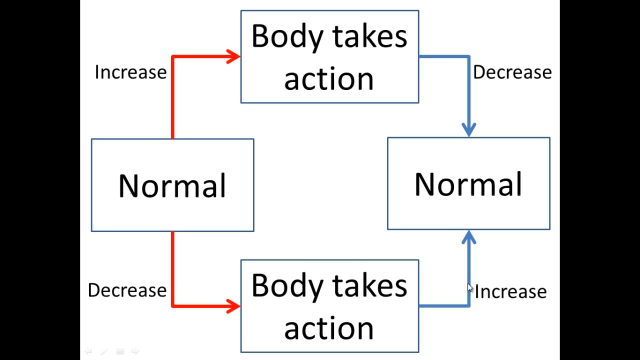 Body takes
action
Increase
Decrease
Normal
Normal
Decrease
Increase
Body takes
action